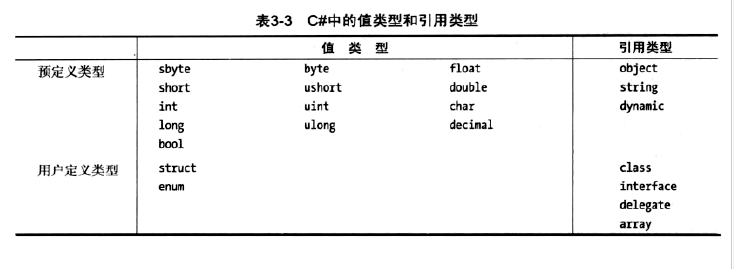 表3-3 C#中的值类型和引用类型
值 类 型 引用类型
预定义类型 sbyte byte float object
short ushort double string
int uint char dynamic
long ulong decimal
bool
用户定义类型 struct class
enum interface
delegate
array